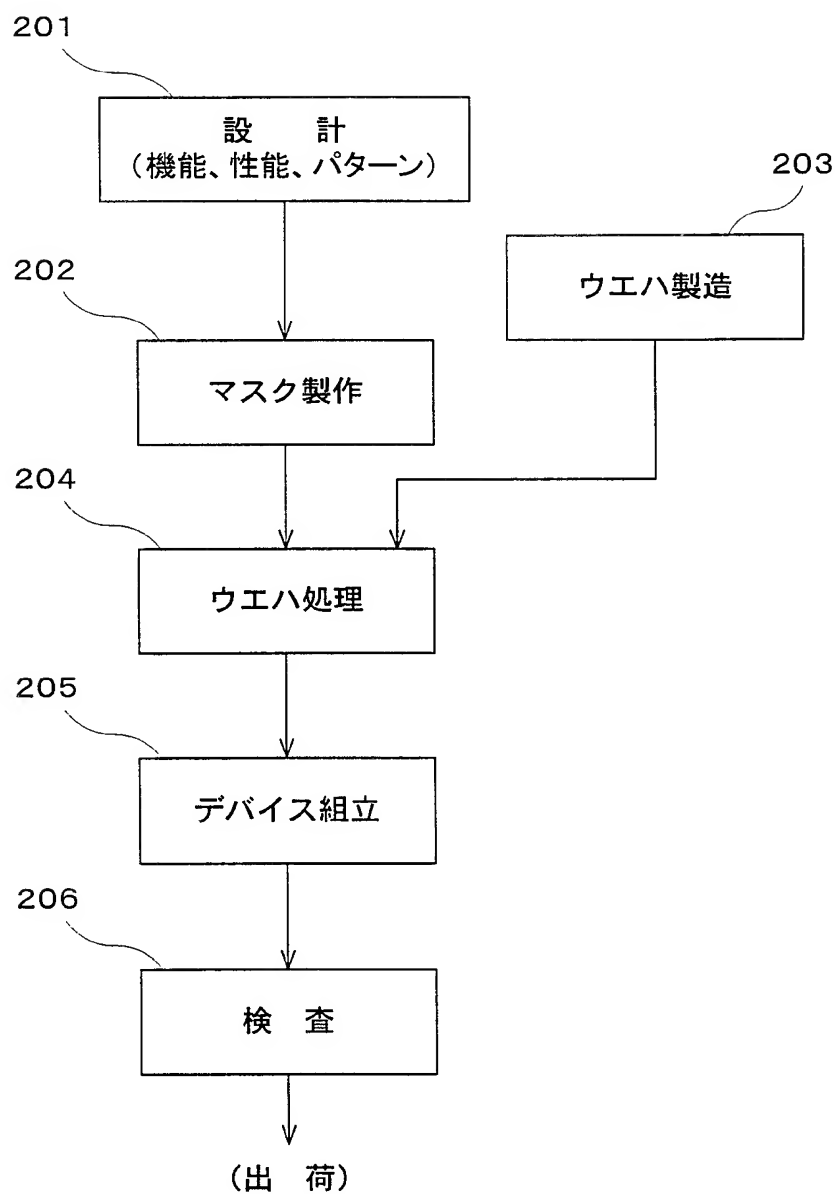 201
設　計
（機能、性能、パターン）
203
ウエハ製造
202
マスク製作
204
ウエハ処理
205
デバイス組立
206
検　査
（出　荷）